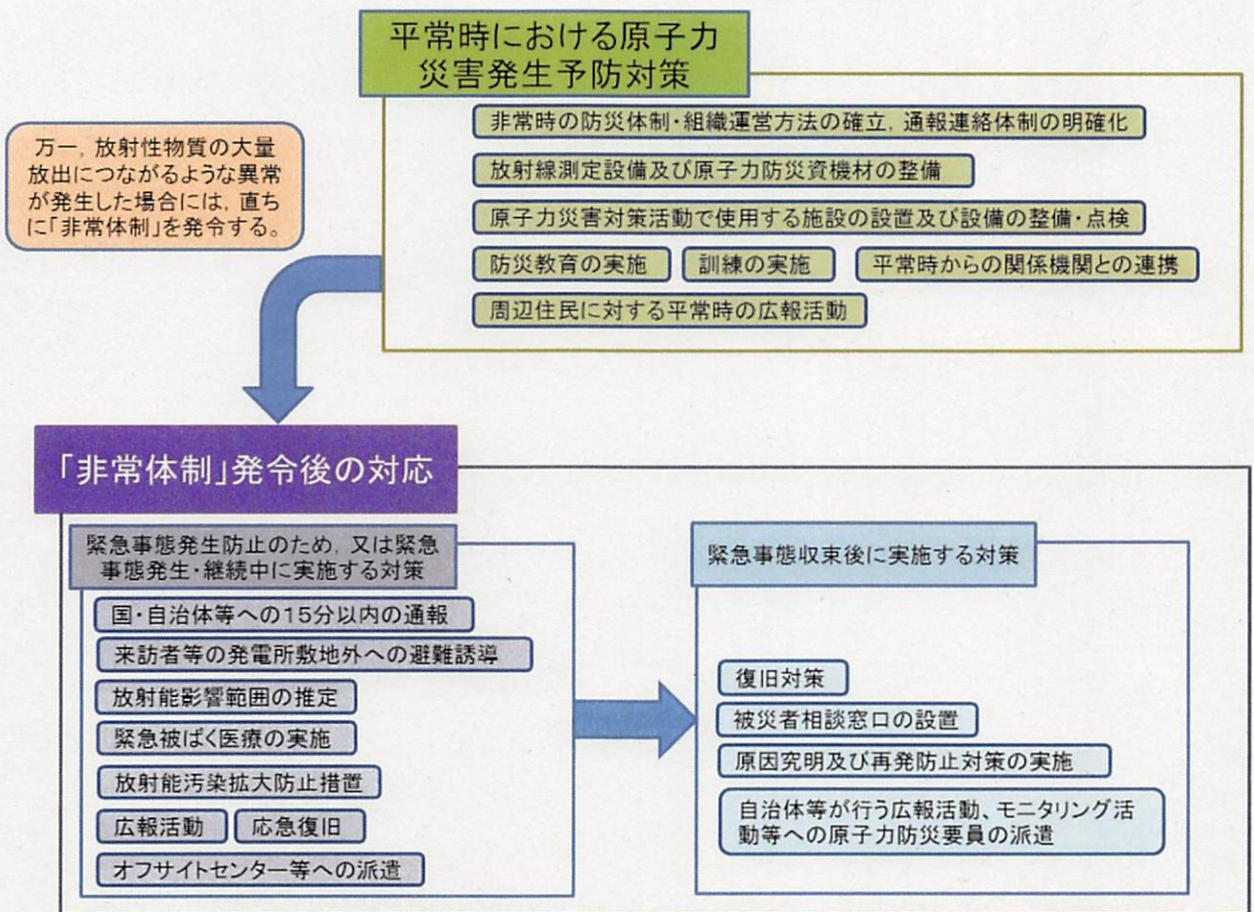 平常時における原子力
災害発生予防対策
非常時の防災体制・組織運営方法の確立，通報連絡体制の明確化
放射線測定設備及び原子力防災資機材の整備
原子力災害対策活動で使用する施設の設置及び設備の整備・点検
防災教育の実施
訓練の実施
平常時からの関係機関との連携
周辺住民に対する平常時の広報活動
万一，放射性物質の大量
放出につながるような異常
が発生した場合には，直ち
に「非常体制」を発令する。
「非常体制」発令後の対応
緊急事態発生防止のため，又は緊急
事態発生・継続中に実施する対策
国・自治体等への15分以内の通報
来訪者等の発電所敷地外への避難誘導
放射能影響範囲の推定
緊急被ばく医療の実施
放射能汚染拡大防止措置
広報活動
応急復旧
オフサイトセンター等への派遣
緊急事態収束後に実施する対策
復旧対策
被災者相談窓口の設置
原因究明及び再発防止対策の実施
自治体等が行う広報活動、モニタリング活
動等への原子力防災要員の派遣